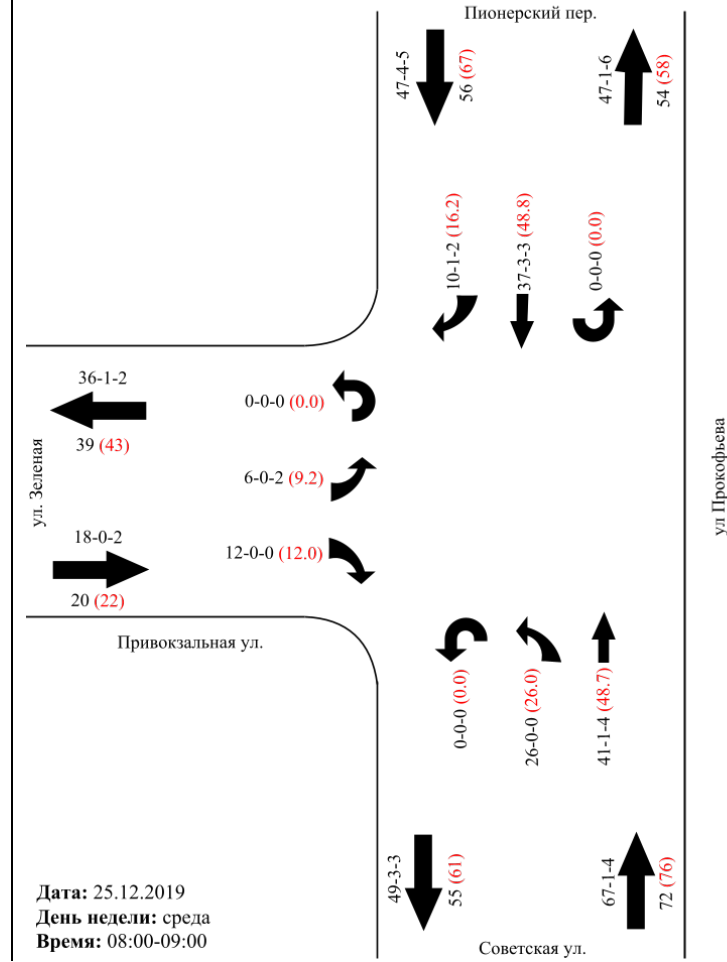 Пионерский пер.
47-4-5
56 (67)
47-1-6
54 (58)
10-1-2 (16.2)
37-3-3 (48.8)
0-0-0 (0.0)
36-1-2
39 (43)
0-0-0 (0.0)
6-0-2 (9.2)
ул. Зеленая
18-0-2
20 (22)
12-0-0 (12.0)
ул Прокофьева
Привокзальная ул.
0-0-0 (0.0)
26-0-0 (26.0)
41-1-4 (48.7)
49-3-3
55 (61)
67-1-4
72 (76)
Дата: 25.12.2019
День недели: среда
Время: 08:00-09:00
Советская ул.